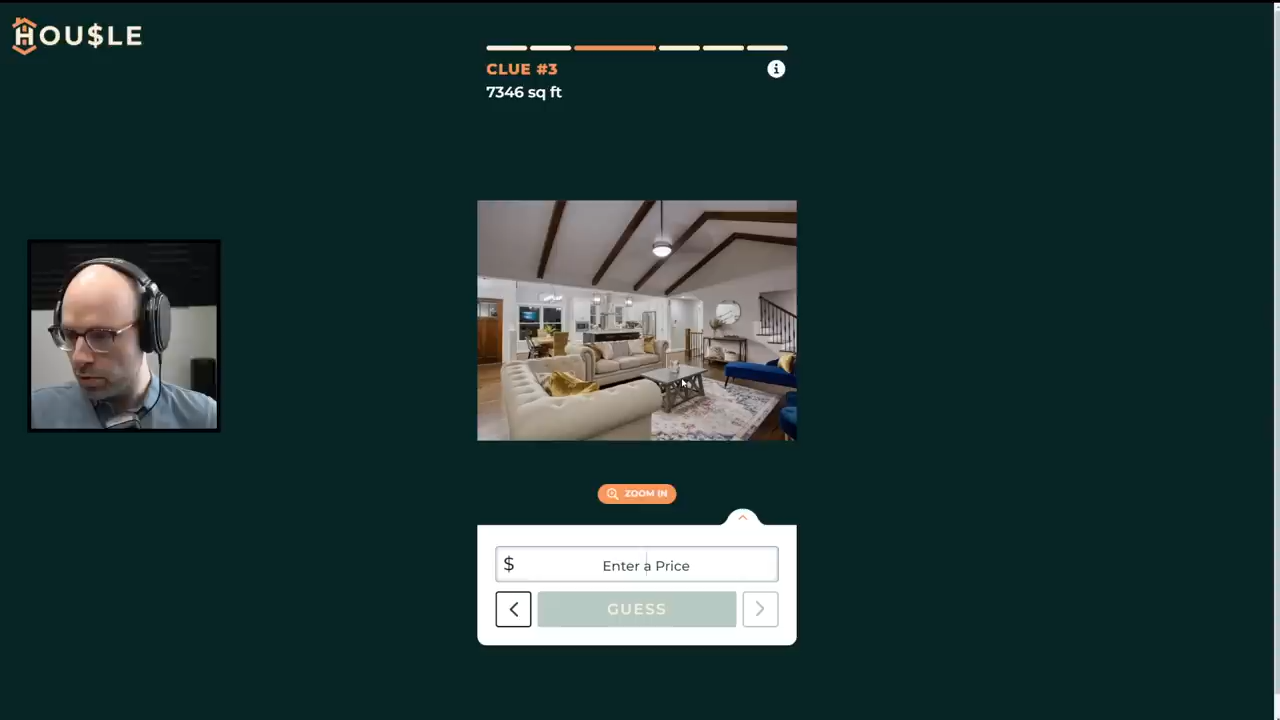 HOU$LE
CLUE #3
7346 sq ft
ZOOM IN
$ Enter a Price
GUESS